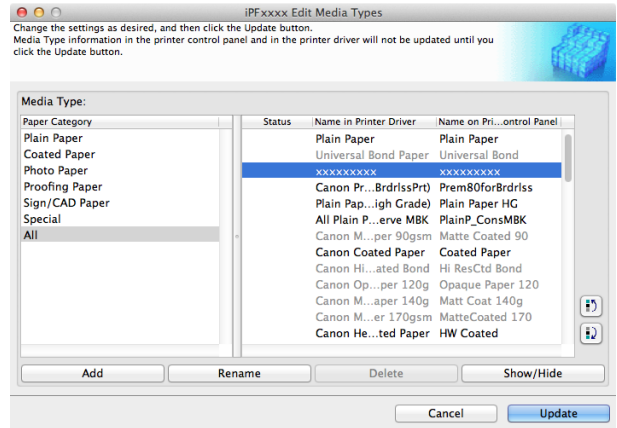 iPFxxxx Edit Media Types
Change the settings as desired, and then click the Update button.
Media Type information in the printer control panel and in the printer driver will not be updated until you
click the Update button.
Media Type:
Paper Category
Plain Paper
Coated Paper
Photo Paper
Proofing Paper
Sign/CAD Paper
Special
All
Status Name in Printer Driver Name on Pri...ontrol Panel
Plain Paper Plain Paper
Universal Bond Paper Universal Bond
xxxxxxxxx xxxxxxxxx
Canon Pr...BrdrlssPrt) Prem80forBrdrlss
Plain Pap...igh Grade) Plain Paper HG
All Plain P...erve MBK PlainP_ConsMBK
Canon M...per 90gsm Matte Coated 90
Canon Coated Paper Coated Paper
Canon Hi...ated Bond Hi ResCtd Bond
Canon Op...per 120g Opaque Paper 120
Canon M...aper 140g Matt Coat 140g
Canon M...er 170gsm MatteCoated 170
Canon He...ted Paper HW Coated
Add Rename Delete Show/Hide
Cancel Update